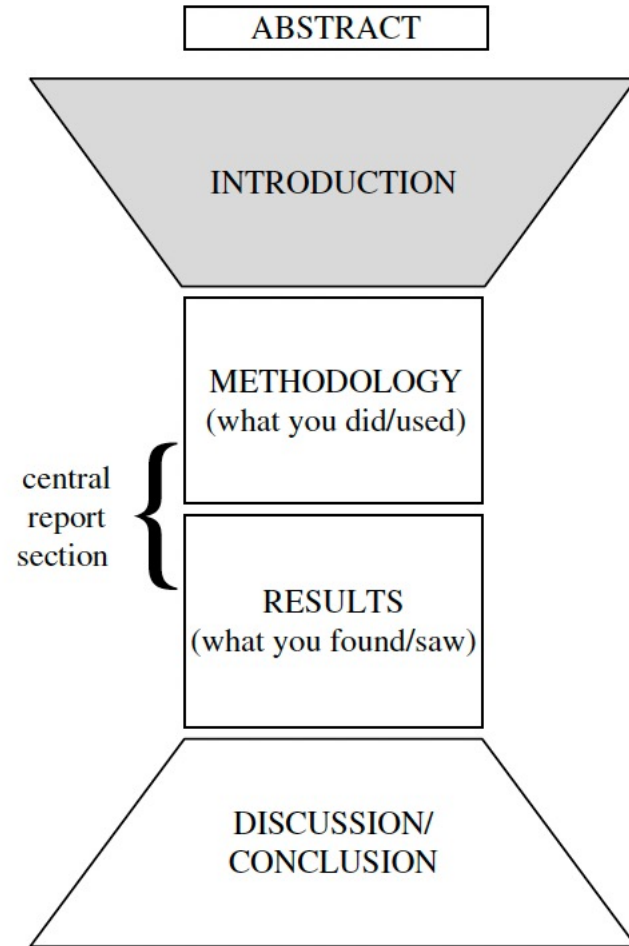 ABSTRACT
INTRODUCTION
METHODOLOGY
(what you did/used)
central
report
section
RESULTS
(what you found/saw)
DISCUSSION/
CONCLUSION